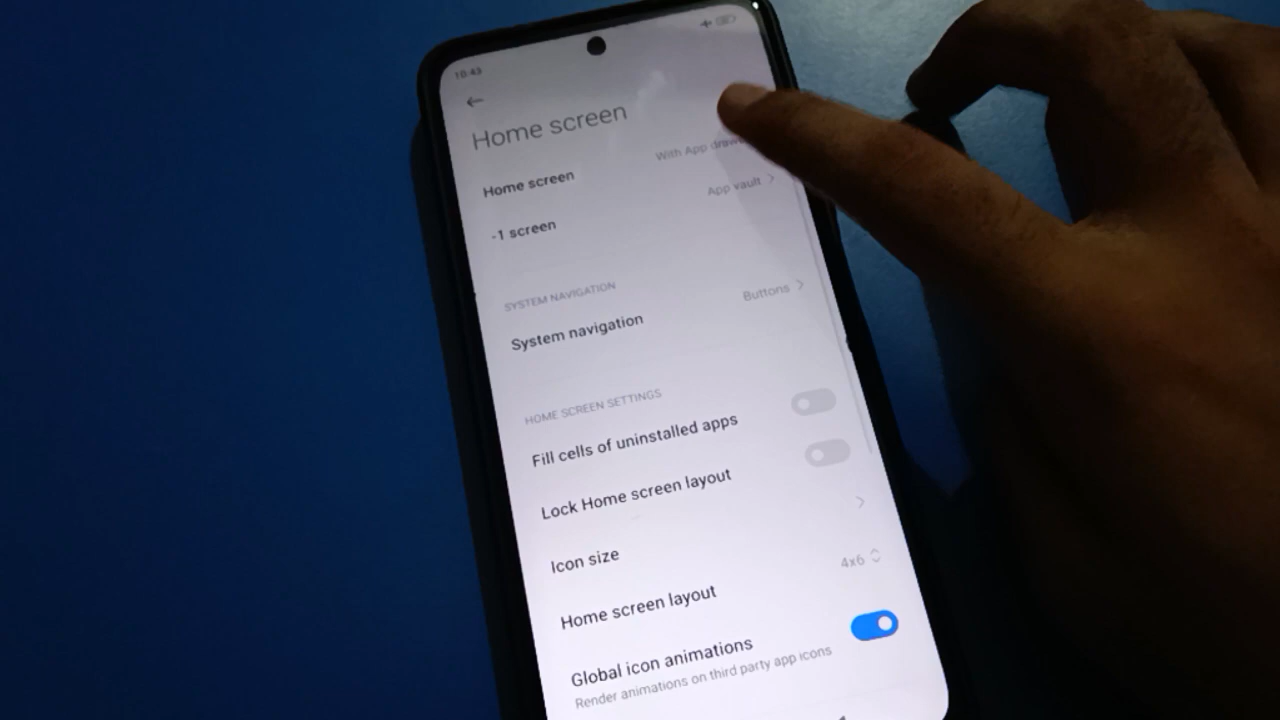 10:43
Home screen
Home screen
With App drawe
-1 screen
App vault
SYSTEM NAVIGATION
System navigation
Buttons
HOME SCREEN SETTINGS
Fill cells of uninstalled apps
Lock Home screen layout
Icon size
Home screen layout
4x6
Global icon animations
Render animations on third party app icons